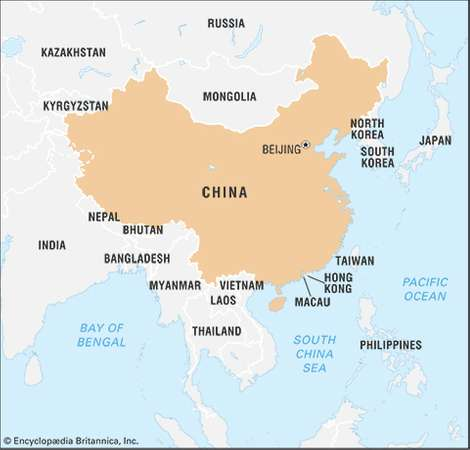 RUSSIA
KAZAKHSTAN
MONGOLIA
KYRGYZSTAN
NORTH
KOREA
JAPAN
BEIJING
SOUTH
KOREA
CHINA
NEPAL
BHUTAN
INDIA
BANGLADESH
TAIWAN
MYANMAR
VIETNAM
HONG
KONG
LAOS
MACAU
PACIFIC
OCEAN
THAILAND
BAY OF
BENGAL
SOUTH
CHINA
SEA
PHILIPPINES
© Encyclopædia Britannica, Inc.